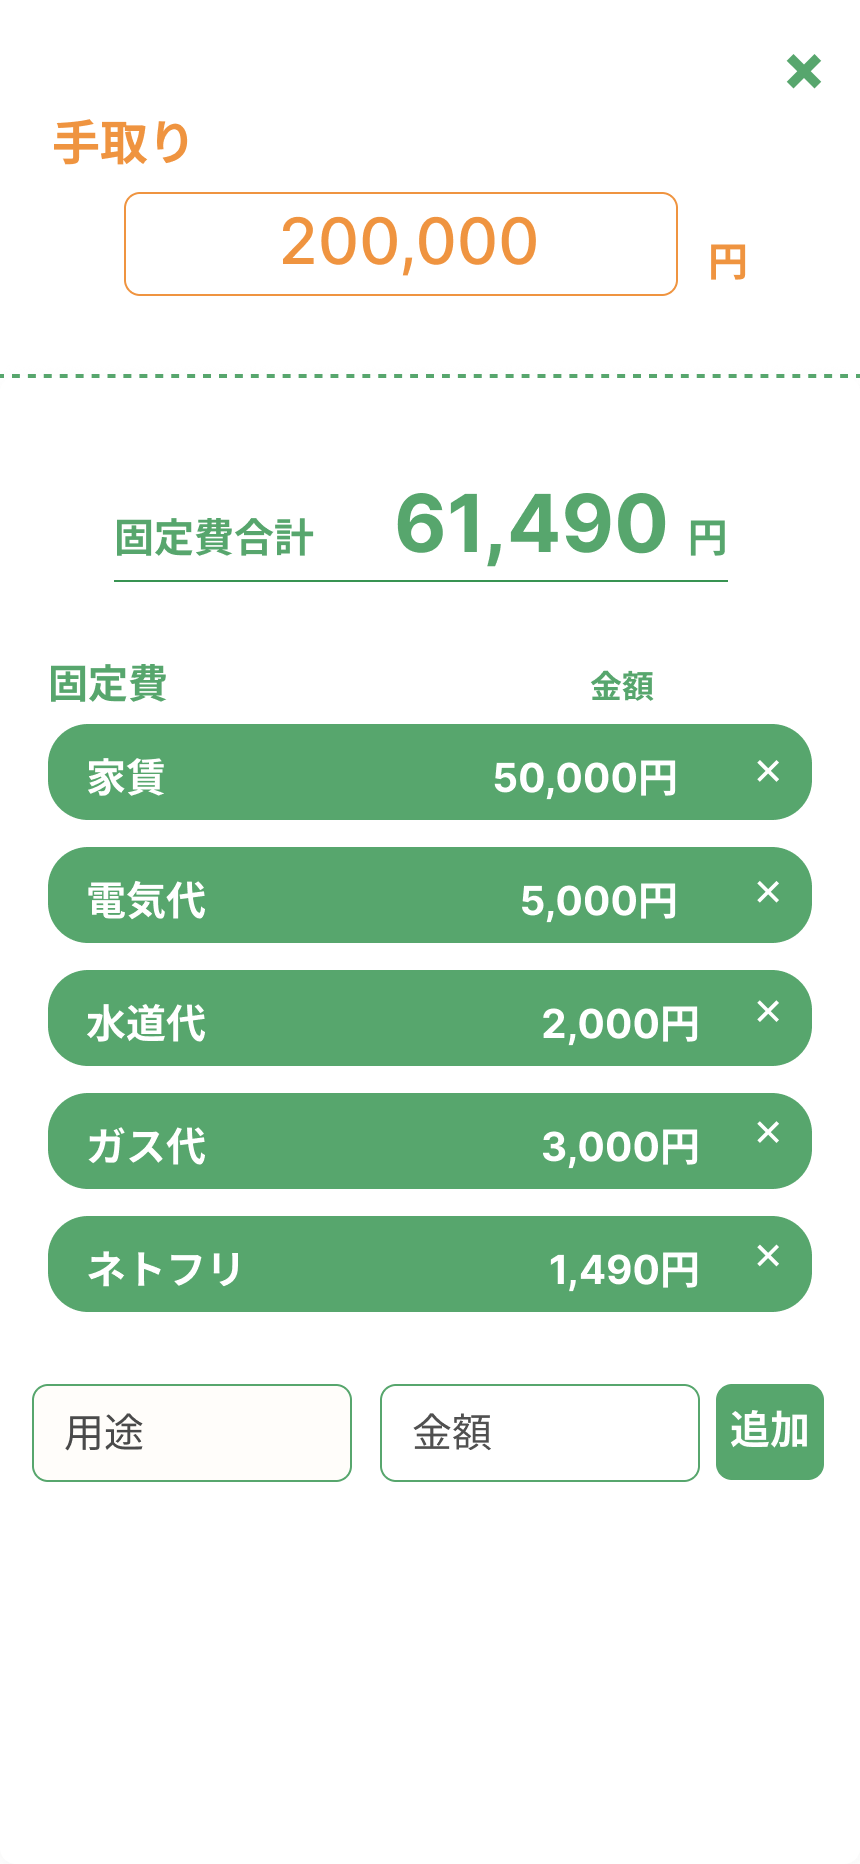 手取り
200,000 円
固定費合計 61,490 円
固定費 金額
家賃 50,000円 ×
電気代 5,000円 ×
水道代 2,000円 ×
ガス代 3,000円 ×
ネトフリ 1,490円 ×
用途 金額 追加